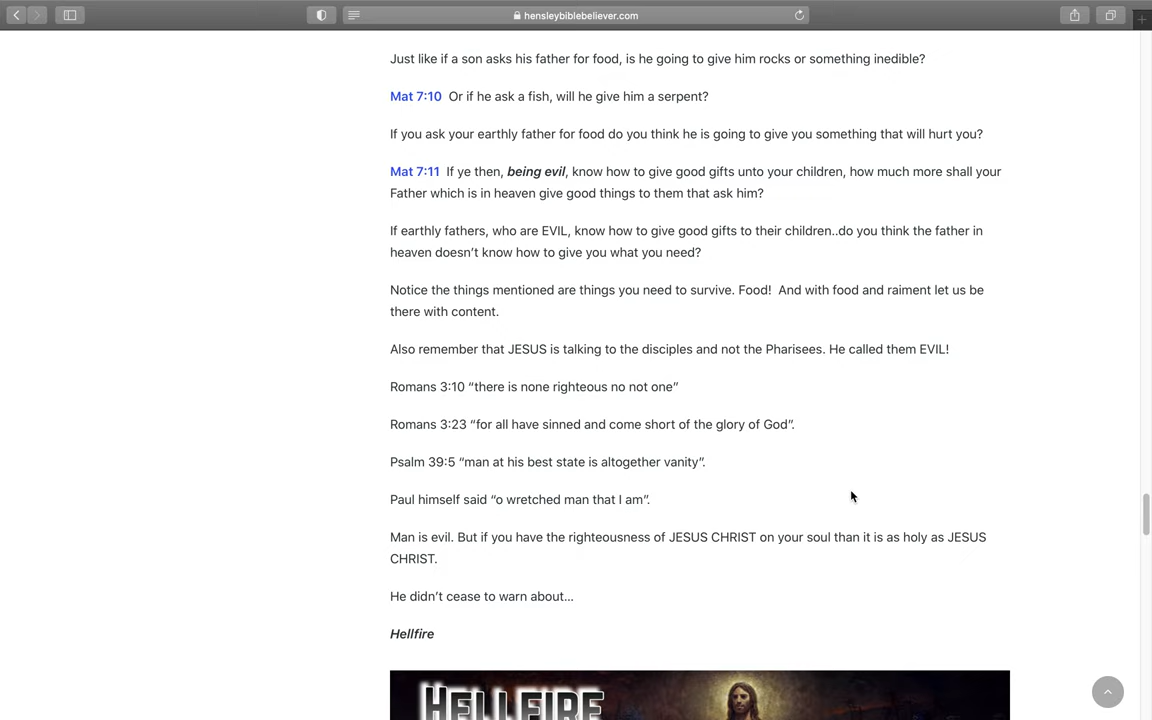 hensleybiblebeliever.com
Just like if a son asks his father for food, is he going to give him rocks or something inedible?
Mat 7:10 Or if he ask a fish, will he give him a serpent?
If you ask your earthly father for food do you think he is going to give you something that will hurt you?
Mat 7:11 If ye then, being evil, know how to give good gifts unto your children, how much more shall your
Father which is in heaven give good things to them that ask him?
If earthly fathers, who are EVIL, know how to give good gifts to their children..do you think the father in
heaven doesn’t know how to give you what you need?
Notice the things mentioned are things you need to survive. Food! And with food and raiment let us be
there with content.
Also remember that JESUS is talking to the disciples and not the Pharisees. He called them EVIL!
Romans 3:10 “there is none righteous no not one”
Romans 3:23 “for all have sinned and come short of the glory of God”.
Psalm 39:5 “man at his best state is altogether vanity”.
Paul himself said “o wretched man that I am”.
Man is evil. But if you have the righteousness of JESUS CHRIST on your soul than it is as holy as JESUS
CHRIST.
He didn’t cease to warn about…
Hellfire
HELLFIRE